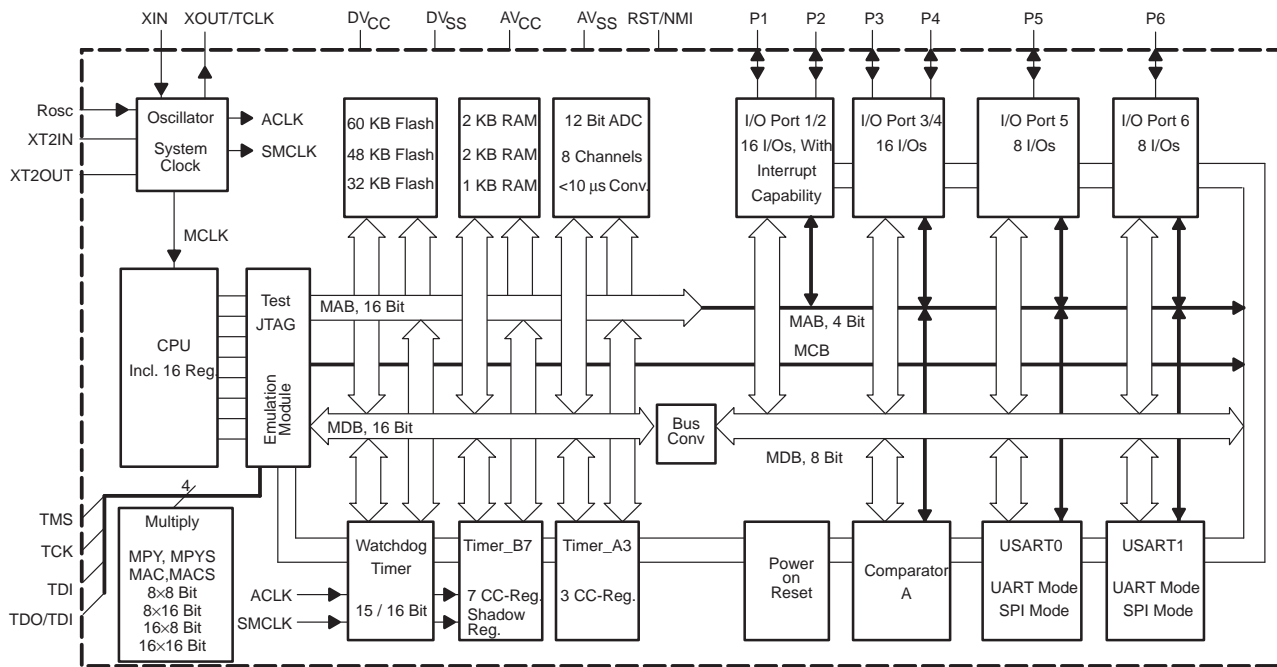 XIN
XOUT/TCLK
DVCC
DVSS
AVCC
AVSS
RST/NMI
P1
P2
P3
P4
P5
P6
Rosc
XT2IN
XT2OUT
Oscillator
System
Clock
ACLK
SMCLK
60 KB Flash
48 KB Flash
32 KB Flash
2 KB RAM
2 KB RAM
1 KB RAM
12 Bit ADC
8 Channels
<10 μs Conv.
I/O Port 1/2
16 I/Os, With
Interrupt
Capability
I/O Port 3/4
16 I/Os
I/O Port 5
8 I/Os
I/O Port 6
8 I/Os
MCLK
CPU
Incl. 16 Reg.
Test
JTAG
Emulation
Module
MAB, 16 Bit
MAB, 4 Bit
MCB
MDB, 16 Bit
Bus
Conv
MDB, 8 Bit
4
TMS
TCK
TDI
TDO/TDI
Multiply
MPY, MPYS
MAC,MACS
8×8 Bit
8×16 Bit
16×8 Bit
16×16 Bit
ACLK
SMCLK
Watchdog
Timer
15 / 16 Bit
Timer_B7
7 CC-Reg.
Shadow
Reg.
Timer_A3
3 CC-Reg.
Power
on
Reset
Comparator
A
USART0
UART Mode
SPI Mode
USART1
UART Mode
SPI Mode